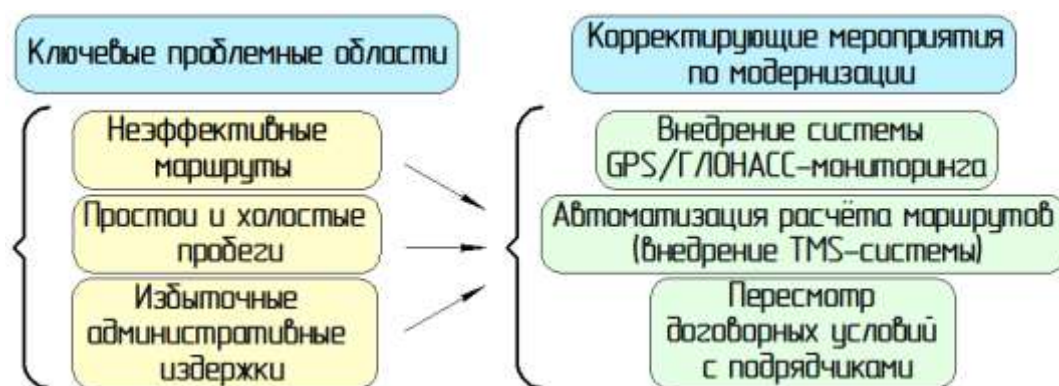 Ключевые проблемные области
Неэффективные
маршруты
Простои и холостые
пробеги
Избыточные
административные
издержки
Корректирующие мероприятия
по модернизации
Внедрение системы
GPS/ГЛОНАСС-мониторинга
Автоматизация расчёта маршрутов
(внедрение TMS-системы)
Пересмотр
договорных условий
с подрядчиками